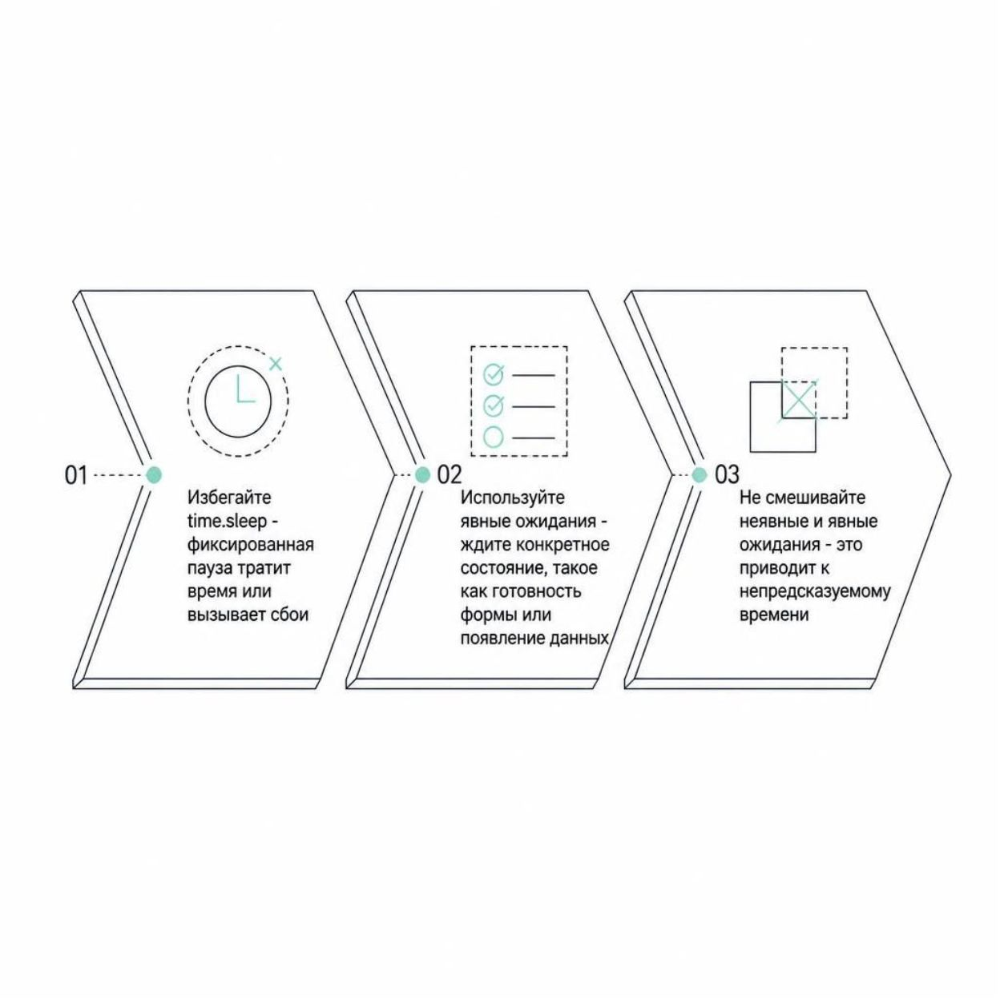 01
Избегайте
time.sleep -
фиксированная
пауза тратит
время или
вызывает сбои
02
Используйте
явные ожидания -
ждите конкретное
состояние, такое
как готовность
формы или
появление данных
03
Не смешивайте
неявные и явные
ожидания - это
приводит к
непредсказуемому
времени